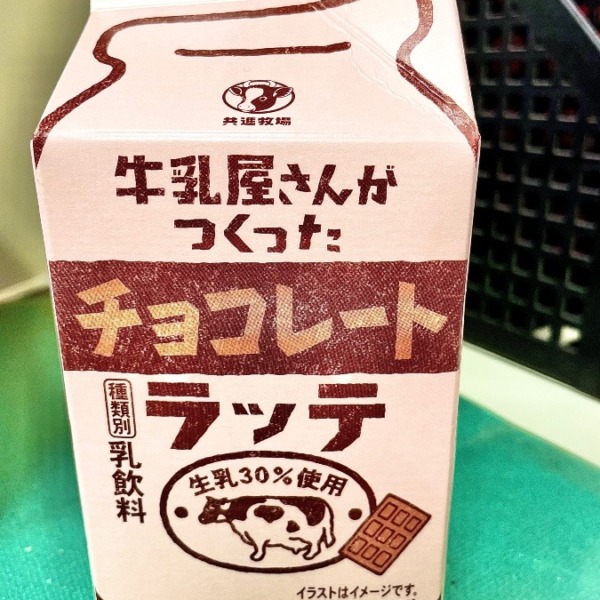 共進牧場
牛乳屋さんが
つくった
チョコレート
ラッテ
種類別
乳飲料
生乳30%使用
イラストはイメージです。